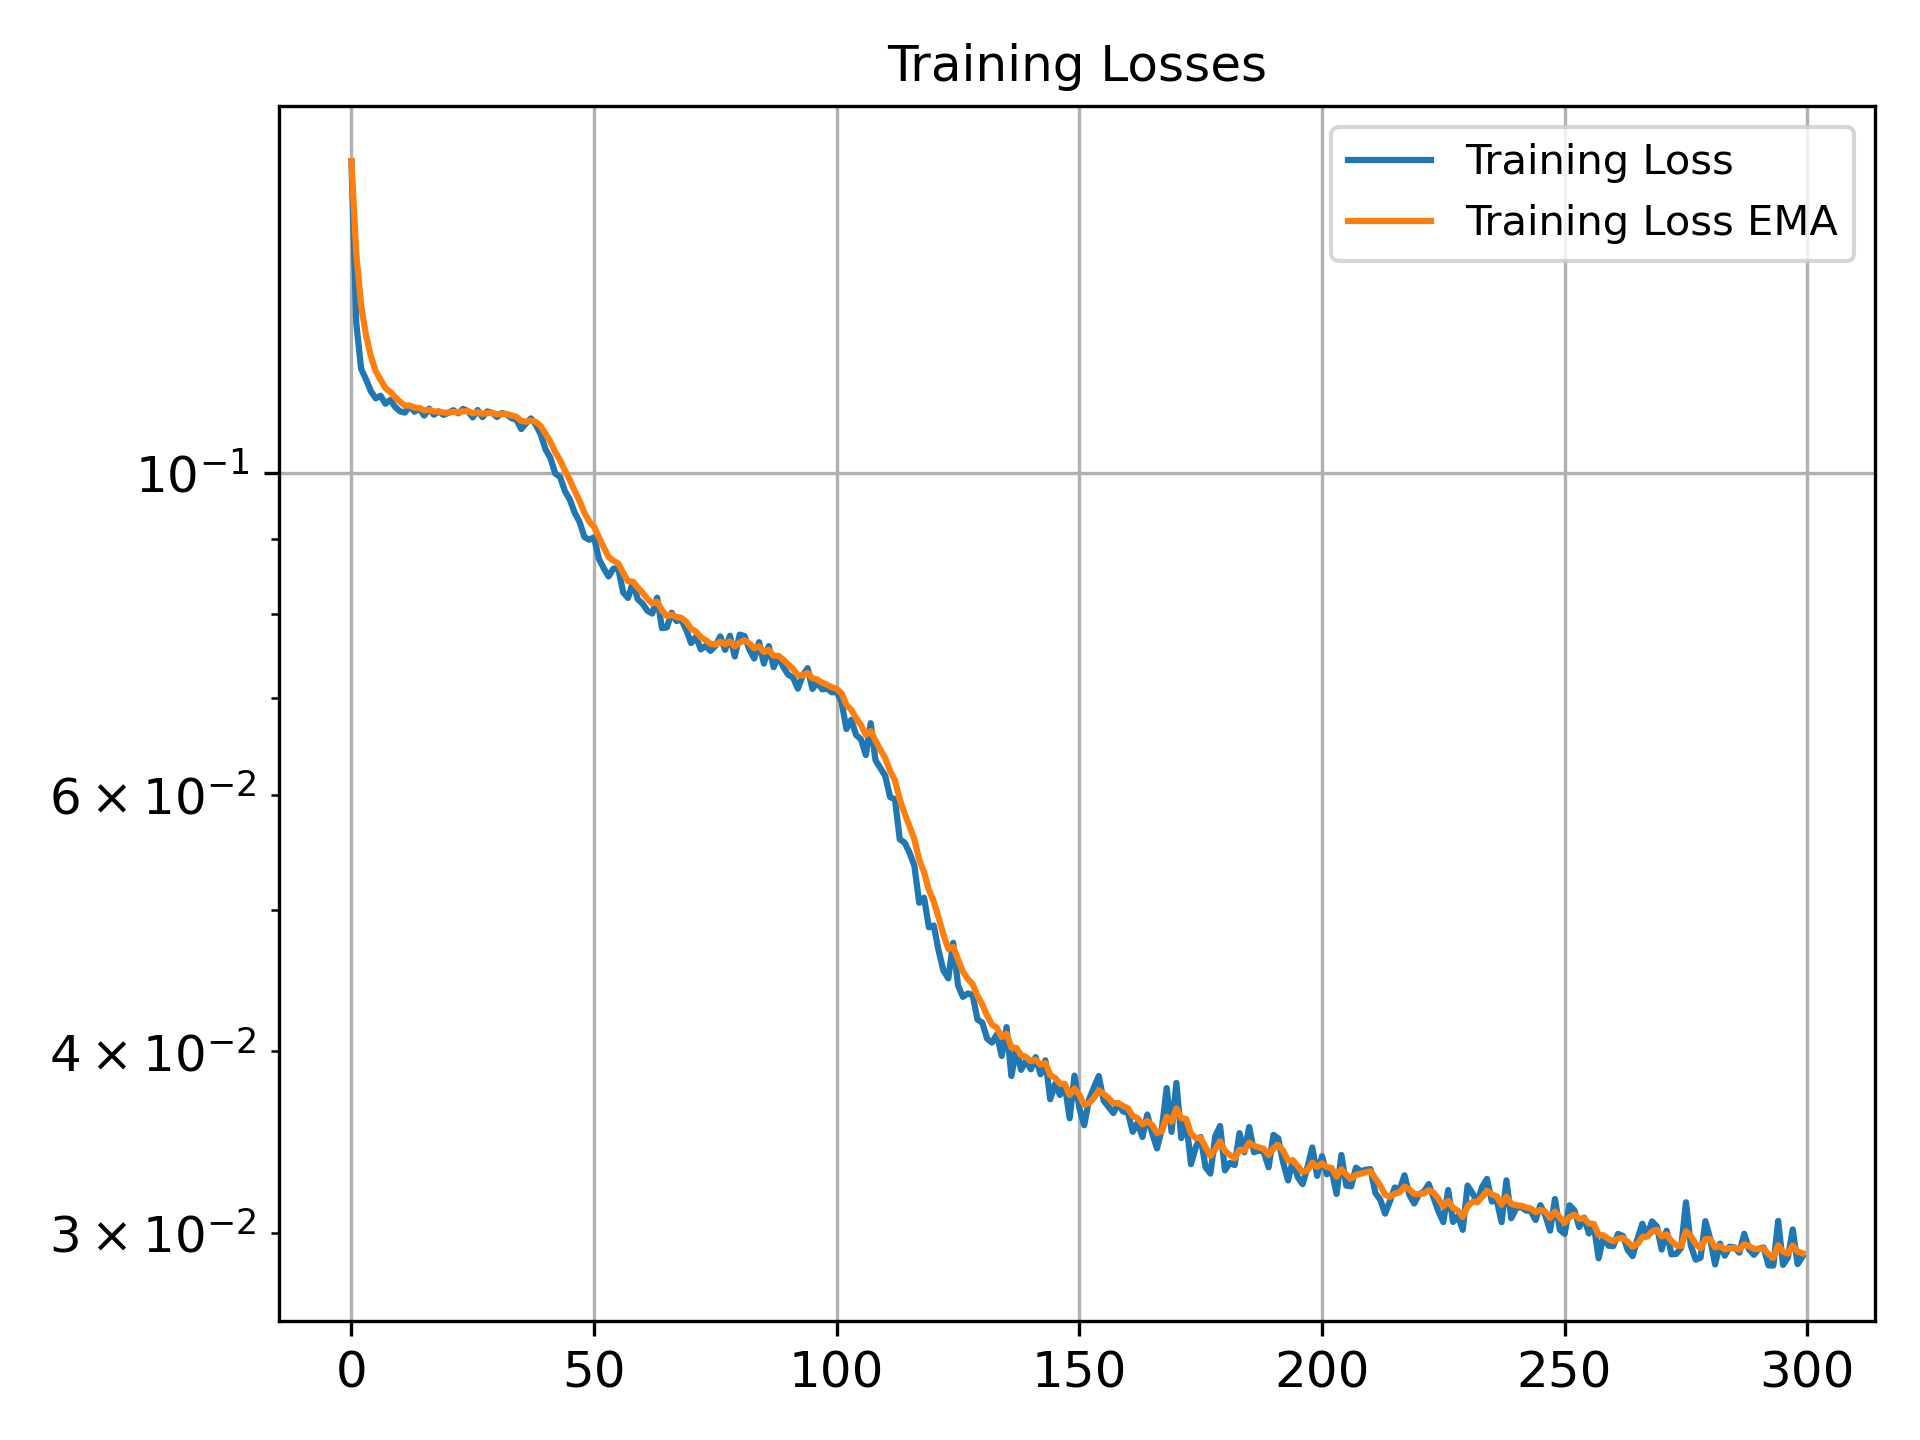 Training Losses
Training Loss
Training Loss EMA
10⁻¹
6 × 10⁻²
4 × 10⁻²
3 × 10⁻²
0 50 100 150 200 250 300